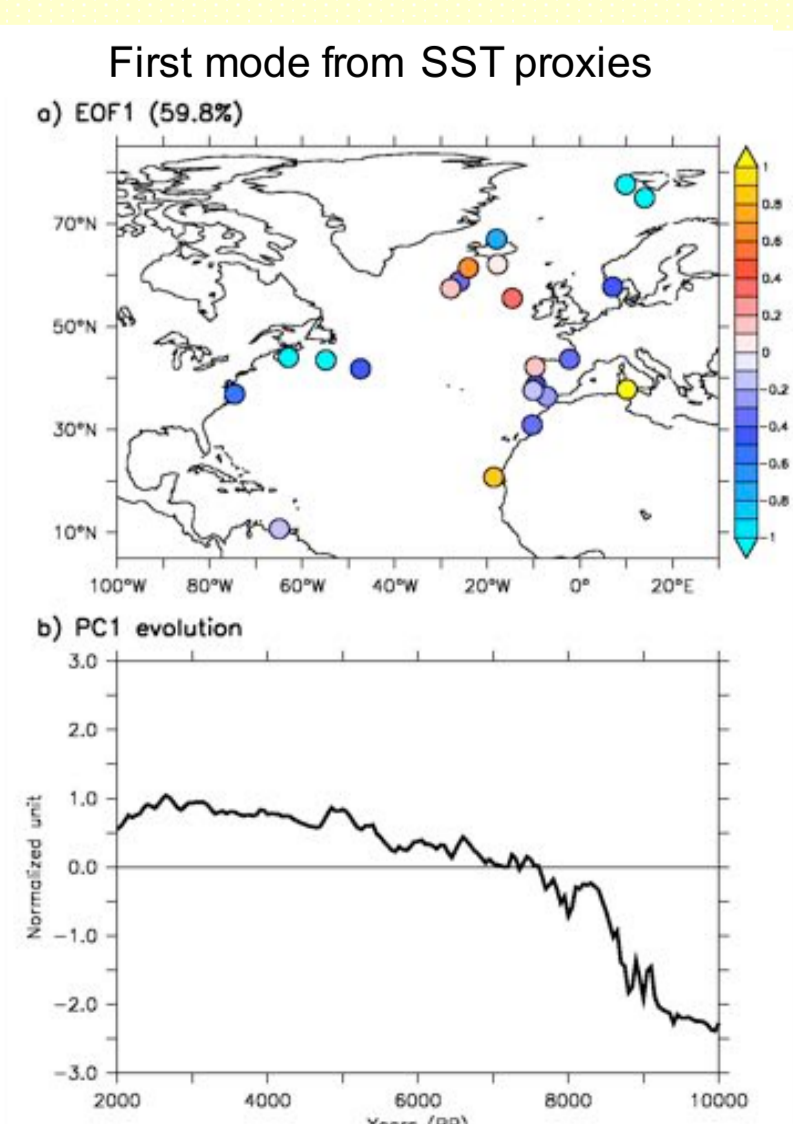 First mode from SST proxies
a) EOF1 (59.8%)
70°N
50°N
30°N
10°N
100°W 80°W 60°W 40°W 20°W 0° 20°E
1
0.8
0.6
0.4
0.2
0
-0.2
-0.4
-0.6
-0.8
-1
b) PC1 evolution
3.0
2.0
1.0
0.0
-1.0
-2.0
-3.0
Normalized unit
2000 4000 6000 8000 10000
Years (BP)